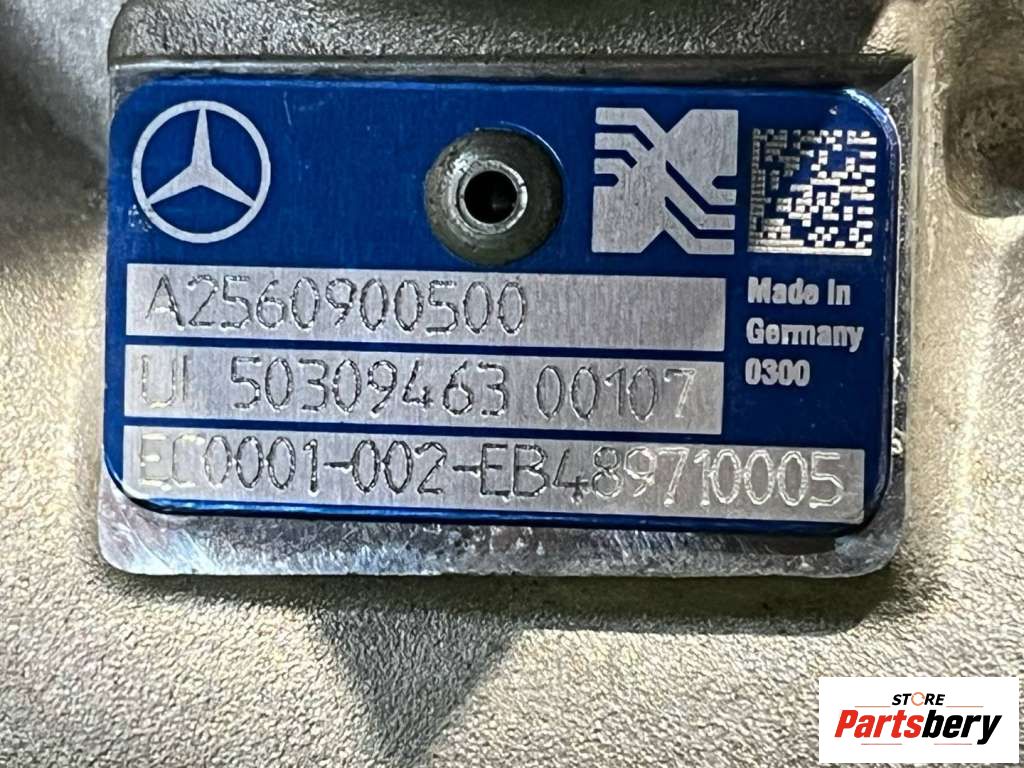 A2560900500
UI 50309463 00107
EC0001-002-EB489710005
Made in
Germany
0300
STORE
Partsbery